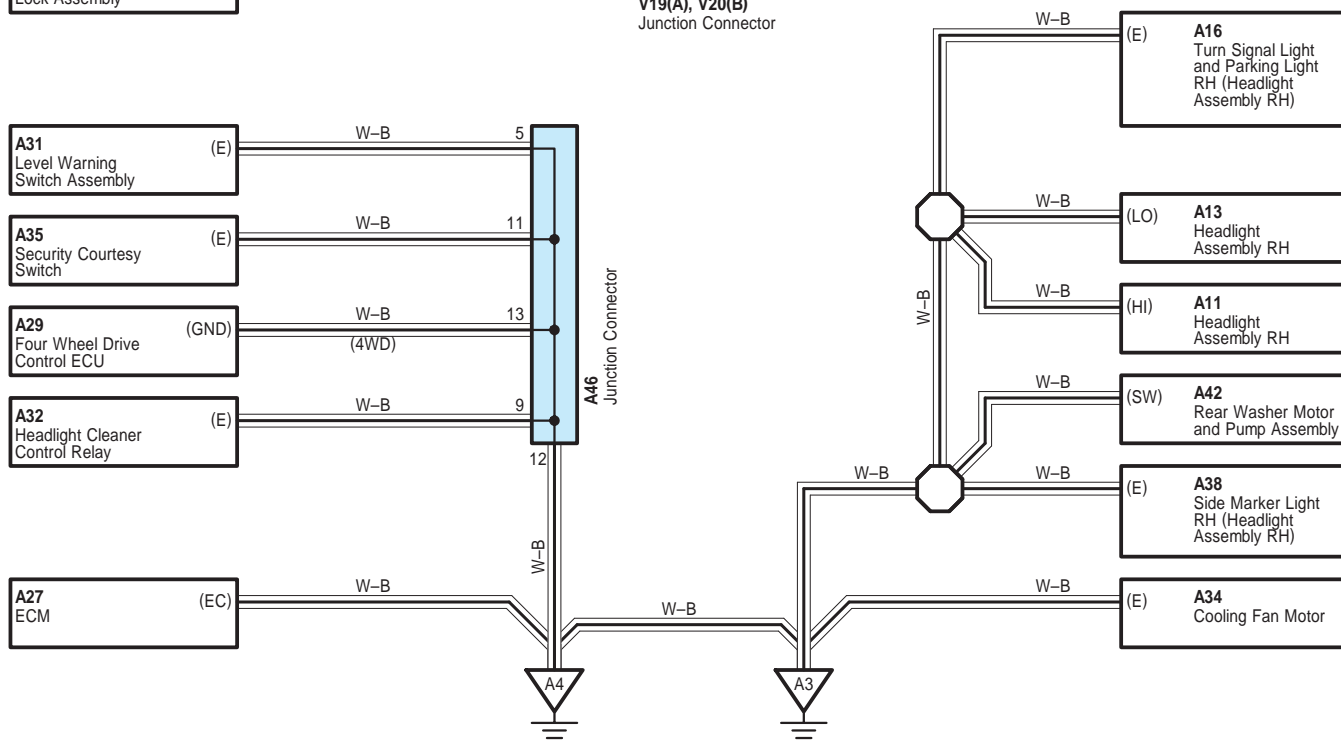 Lock Assembly
V19(A), V20(B)
Junction Connector
A31
(E)
Level Warning
Switch Assembly
W–B
5
A35
(E)
Security Courtesy
Switch
W–B
11
A29
(GND)
Four Wheel Drive
Control ECU
W–B
(4WD)
13
A32
(E)
Headlight Cleaner
Control Relay
W–B
9
12
A46
Junction Connector
W–B
A27
(EC)
ECM
W–B
A4
W–B
A3
W–B
W–B
W–B
(E)
A16
Turn Signal Light
and Parking Light
RH (Headlight
Assembly RH)
W–B
(LO)
A13
Headlight
Assembly RH
W–B
(HI)
A11
Headlight
Assembly RH
W–B
(SW)
A42
Rear Washer Motor
and Pump Assembly
W–B
(E)
A38
Side Marker Light
RH (Headlight
Assembly RH)
W–B
(E)
A34
Cooling Fan Motor